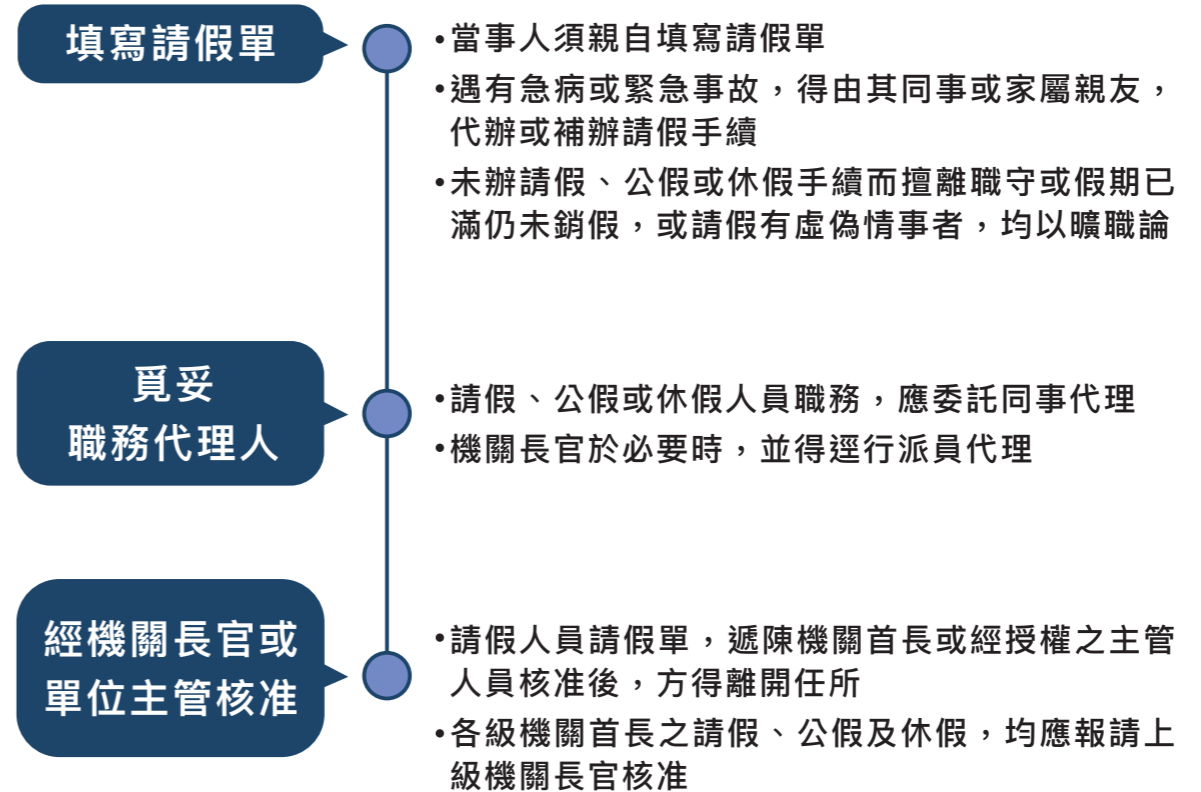 填寫請假單
•當事人須親自填寫請假單
•遇有急病或緊急事故，得由其同事或家屬親友，
代辦或補辦請假手續
•未辦請假、公假或休假手續而擅離職守或假期已
滿仍未銷假，或請假有虛偽情事者，均以曠職論
覓妥
職務代理人
•請假、公假或休假人員職務，應委託同事代理
•機關長官於必要時，並得逕行派員代理
經機關長官或
單位主管核准
•請假人員請假單，遞陳機關首長或經授權之主管
人員核准後，方得離開任所
•各級機關首長之請假、公假及休假，均應報請上
級機關長官核准